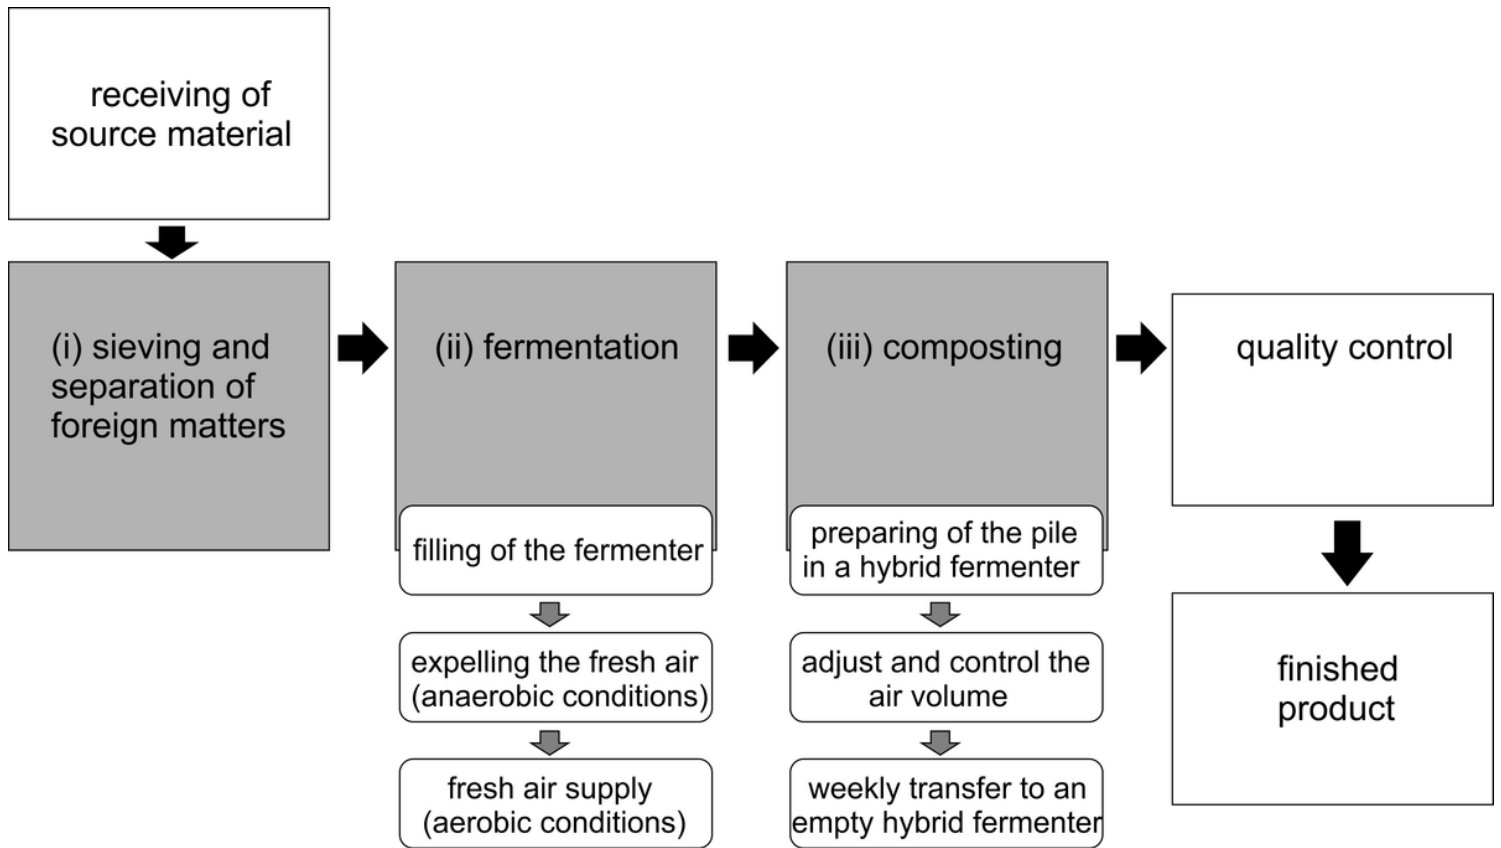 receiving of
source material
(i) sieving and
separation of
foreign matters
(ii) fermentation
filling of the fermenter
expelling the fresh air
(anaerobic conditions)
fresh air supply
(aerobic conditions)
(iii) composting
preparing of the pile
in a hybrid fermenter
adjust and control the
air volume
weekly transfer to an
empty hybrid fermenter
quality control
finished
product